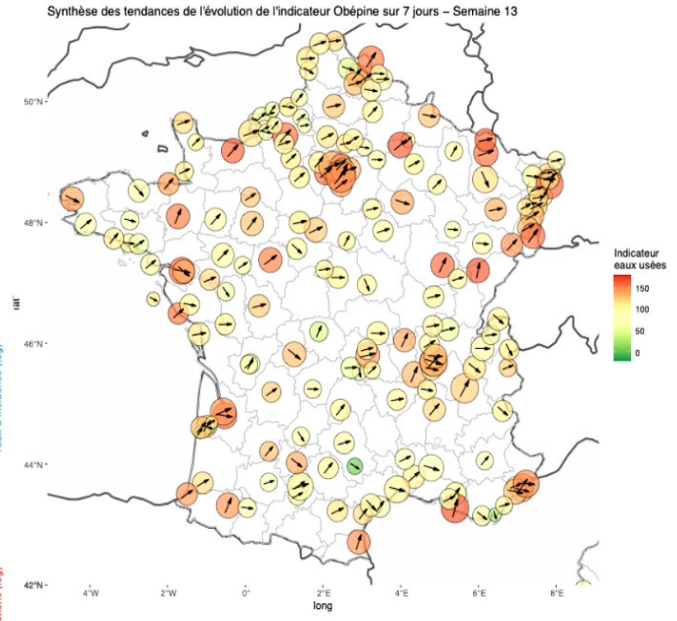 Synthèse des tendances de l'évolution de l'indicateur Obépine sur 7 jours – Semaine 13
50°N
48°N
46°N
44°N
42°N
lat
4°W
2°W
0°
2°E
4°E
6°E
8°E
long
Indicateur
eaux usées
150
100
50
0